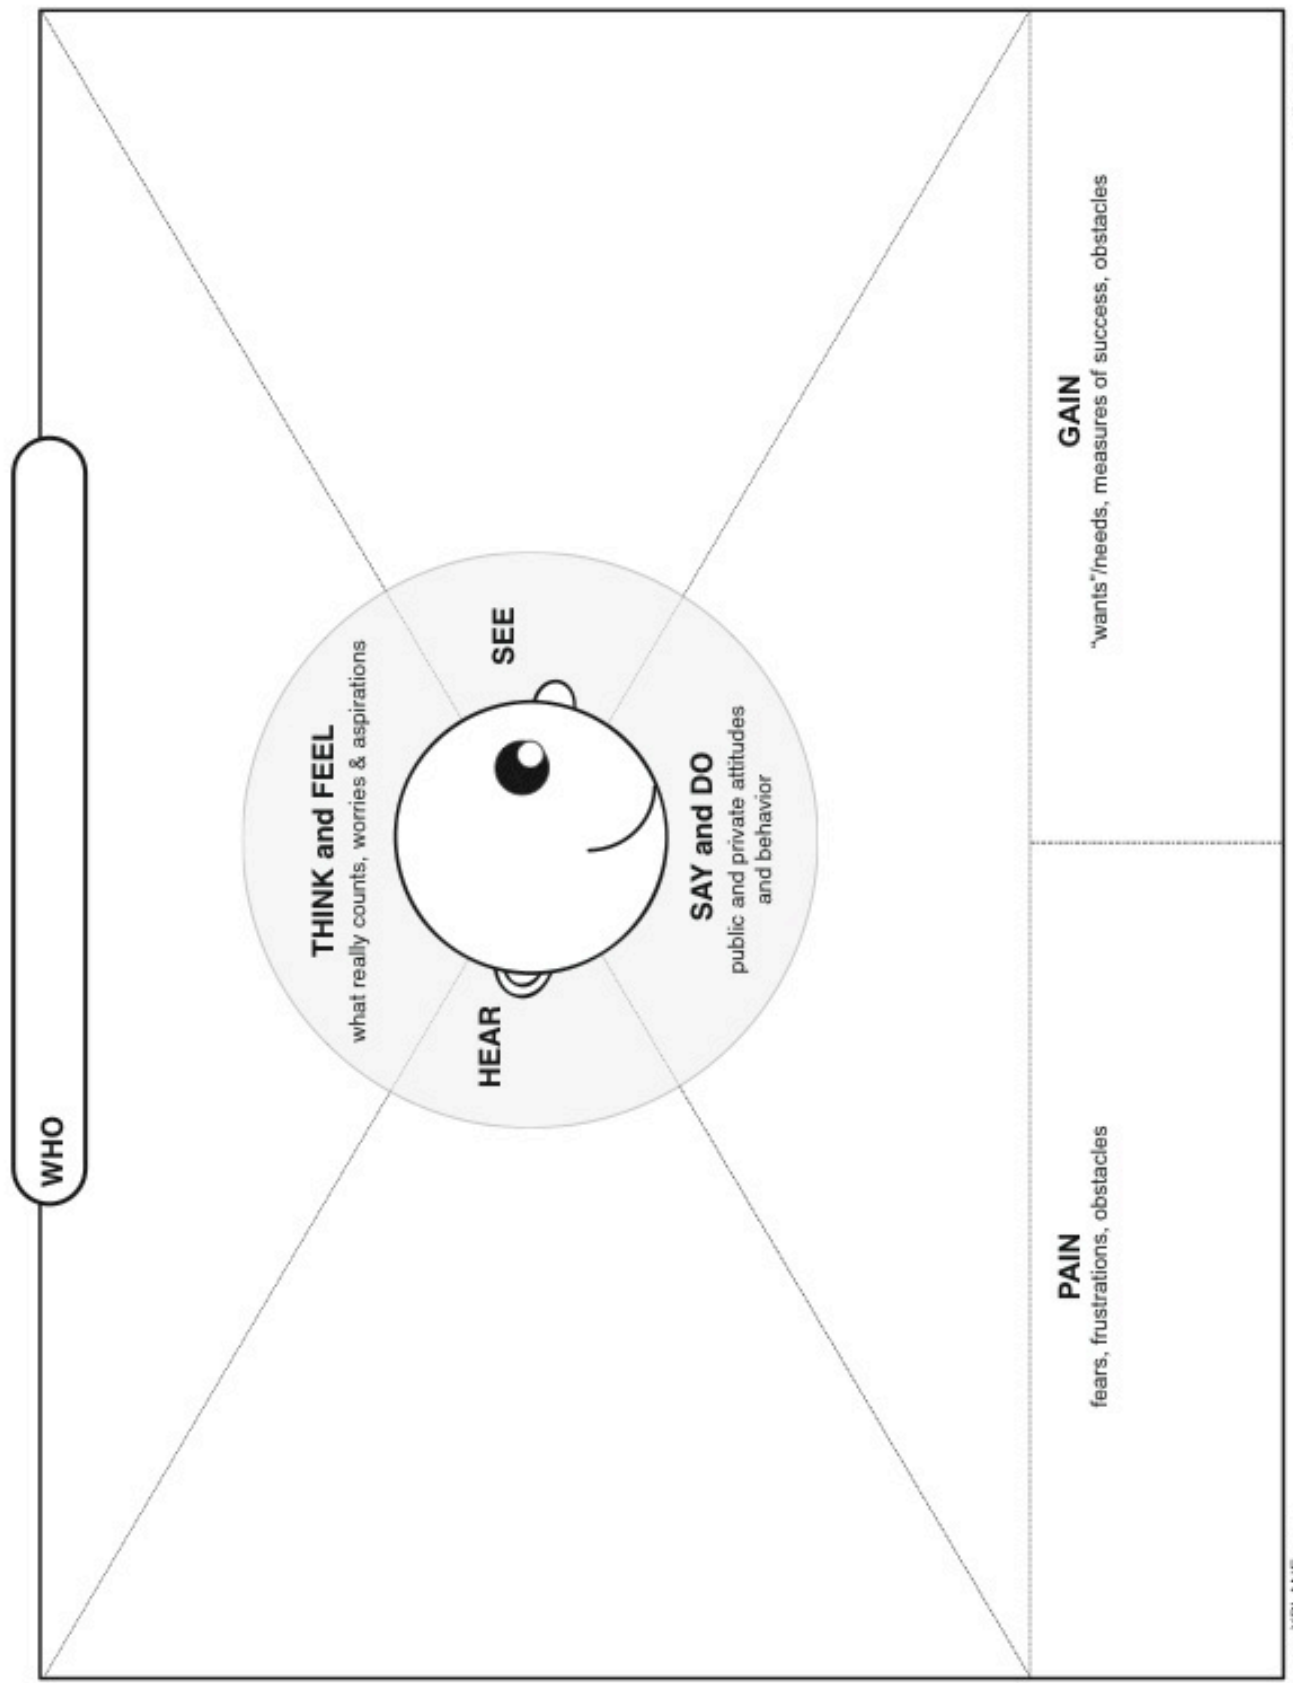 WHO
THINK and FEEL
what really counts, worries & aspirations
HEAR
SEE
SAY and DO
public and private attitudes
and behavior
PAIN
fears, frustrations, obstacles
GAIN
“wants”/needs, measures of success, obstacles